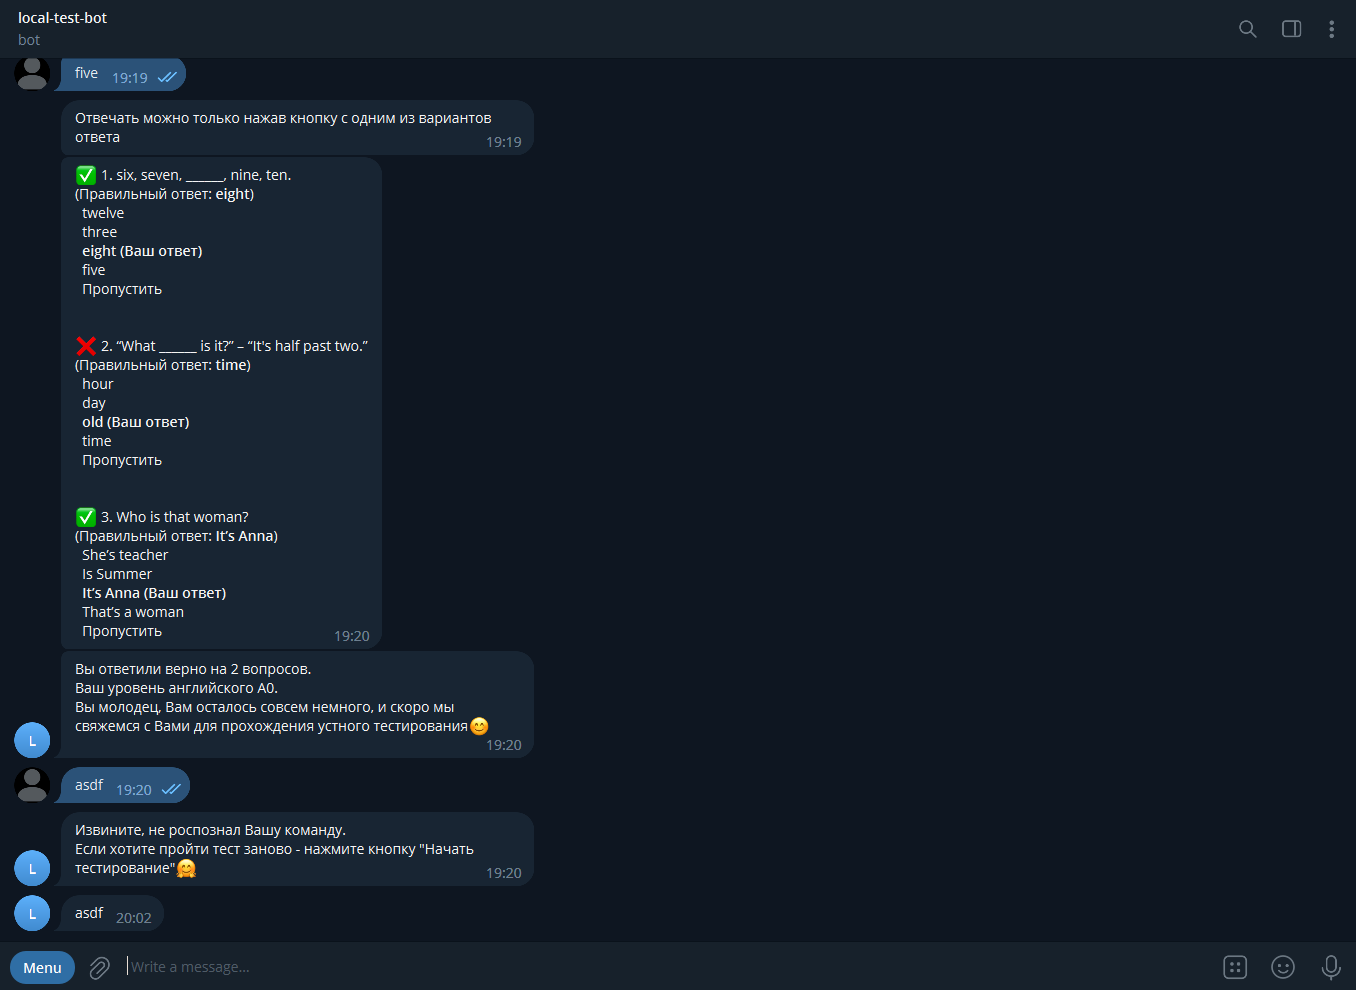 local-test-bot
bot
five 19:19
Отвечать можно только нажав кнопку с одним из вариантов
ответа
19:19
✅ 1. six, seven, ______, nine, ten.
(Правильный ответ: eight)
twelve
three
eight (Ваш ответ)
five
Пропустить
❌ 2. “What ______ is it?” – “It's half past two.”
(Правильный ответ: time)
hour
day
old (Ваш ответ)
time
Пропустить
✅ 3. Who is that woman?
(Правильный ответ: It’s Anna)
She’s teacher
Is Summer
It’s Anna (Ваш ответ)
That’s a woman
Пропустить
19:20
Вы ответили верно на 2 вопросов.
Ваш уровень английского A0.
Вы молодец, Вам осталось совсем немного, и скоро мы
свяжемся с Вами для прохождения устного тестирования😊
19:20
L
asdf 19:20
Извините, не роспознал Вашу команду.
Если хотите пройти тест заново - нажмите кнопку "Начать
тестирование"🤗
19:20
L
L
asdf 20:02
Menu
Write a message...